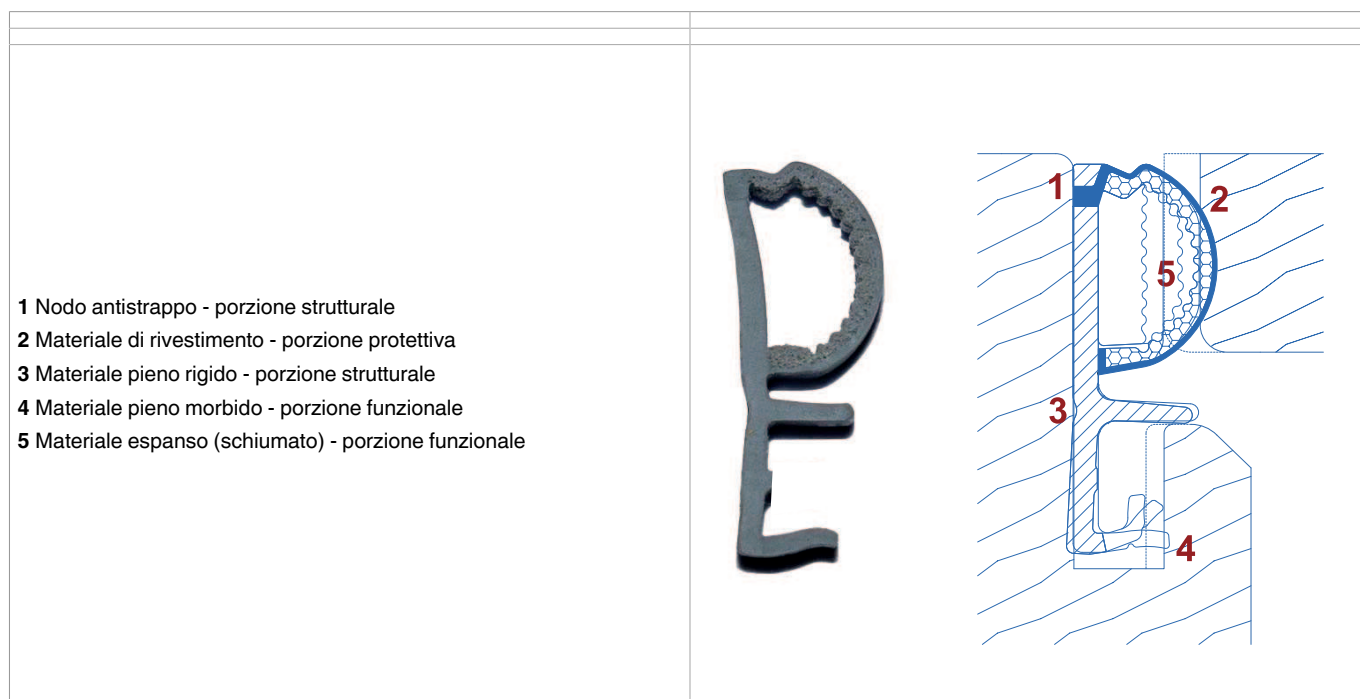 1 Nodo antistrappo - porzione strutturale
2 Materiale di rivestimento - porzione protettiva
3 Materiale pieno rigido - porzione strutturale
4 Materiale pieno morbido - porzione funzionale
5 Materiale espanso (schiumato) - porzione funzionale
1
2
5
3
4